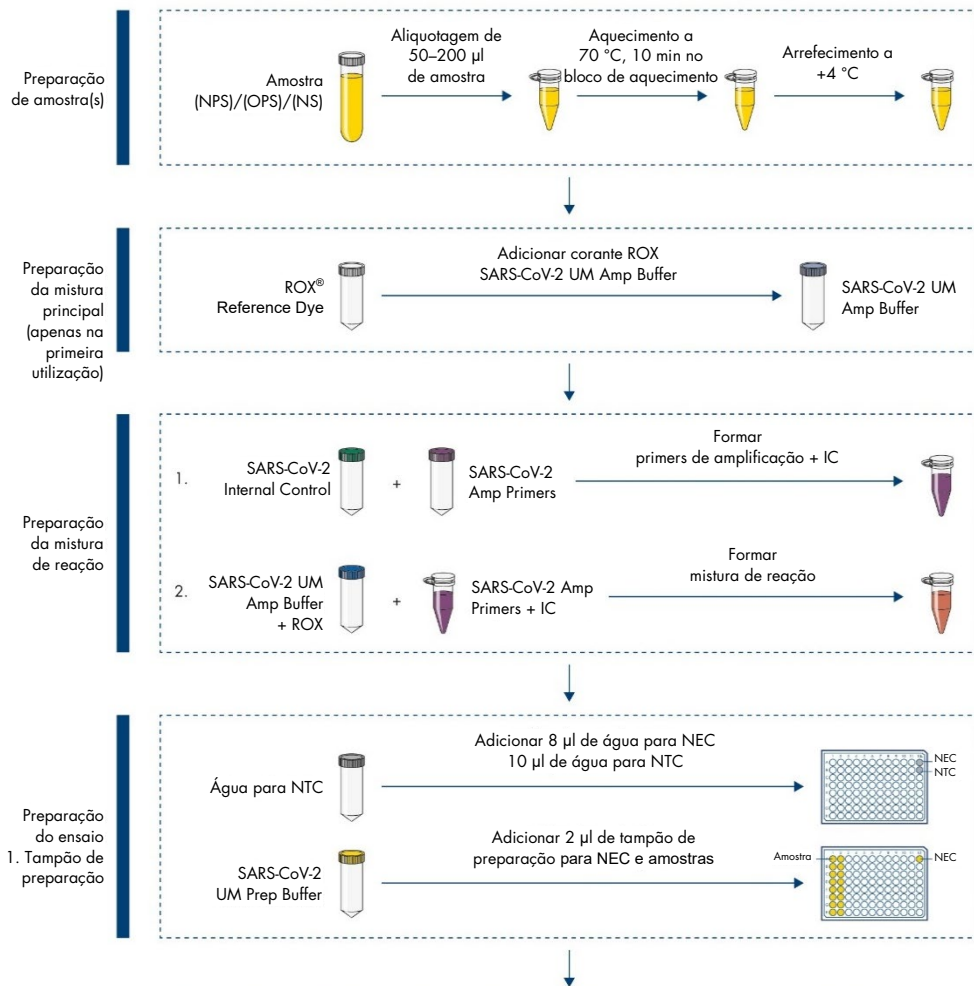 Preparação
de amostra(s)
Amostra
(NPS)/(OPS)/(NS)
Aliquotagem de
50–200 µl
de amostra
Aquecimento a
70 °C, 10 min no
bloco de aquecimento
Arrefecimento a
+4 °C
Preparação
da mistura
principal
(apenas na
primeira
utilização)
ROX®
Reference Dye
Adicionar corante ROX
SARS-CoV-2 UM Amp Buffer
SARS-CoV-2 UM
Amp Buffer
Preparação
da mistura
de reação
1.
SARS-CoV-2
Internal Control
+
SARS-CoV-2
Amp Primers
Formar
primers de amplificação + IC
2.
SARS-CoV-2 UM
Amp Buffer
+ ROX
+
SARS-CoV-2 Amp
Primers + IC
Formar
mistura de reação
Preparação
do ensaio
1. Tampão de
preparação
Água para NTC
Adicionar 8 µl de água para NEC
10 µl de água para NTC
NEC
NTC
SARS-CoV-2
UM Prep Buffer
Adicionar 2 µl de tampão de
preparação para NEC e amostras
Amostra
NEC